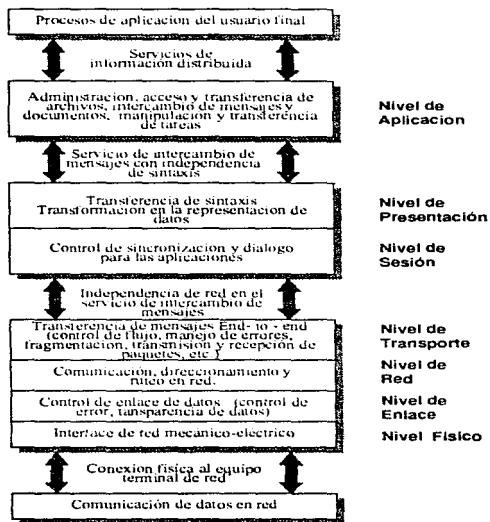 Procesos de aplicacion del usuario final
Servicios de
información distribuida
Administracion, acceso y transferencia de
archivos, intercambio de mensajes y
documentos, manipulacion y transferencia
de tareas
Nivel de
Aplicacion
Servicio de intercambio de
mensajes con independencia
de sintaxis
Transferencia de sintaxis
Transformacion en la representacion de
datos
Nivel de
Presentación
Control de sincronizacion y dialogo
para las aplicaciones
Nivel de
Sesión
Independencia de red en el
servicio de intercambio de
mensajes
Transferencia de mensajes End- to - end
(control de flujo, manejo de errores,
fragmentacion, transmision y recepción de
paquetes, etc.)
Nivel de
Transporte
Comunicación, direccionamiento y
ruteo en red.
Nivel de
Red
Control de enlace de datos (control de
error, tansparencia de datos)
Nivel de
Enlace
Interface de red mecánico-electrico
Nivel Fisico
Conexion fisica al equipo
terminal de red
Comunicación de datos en red